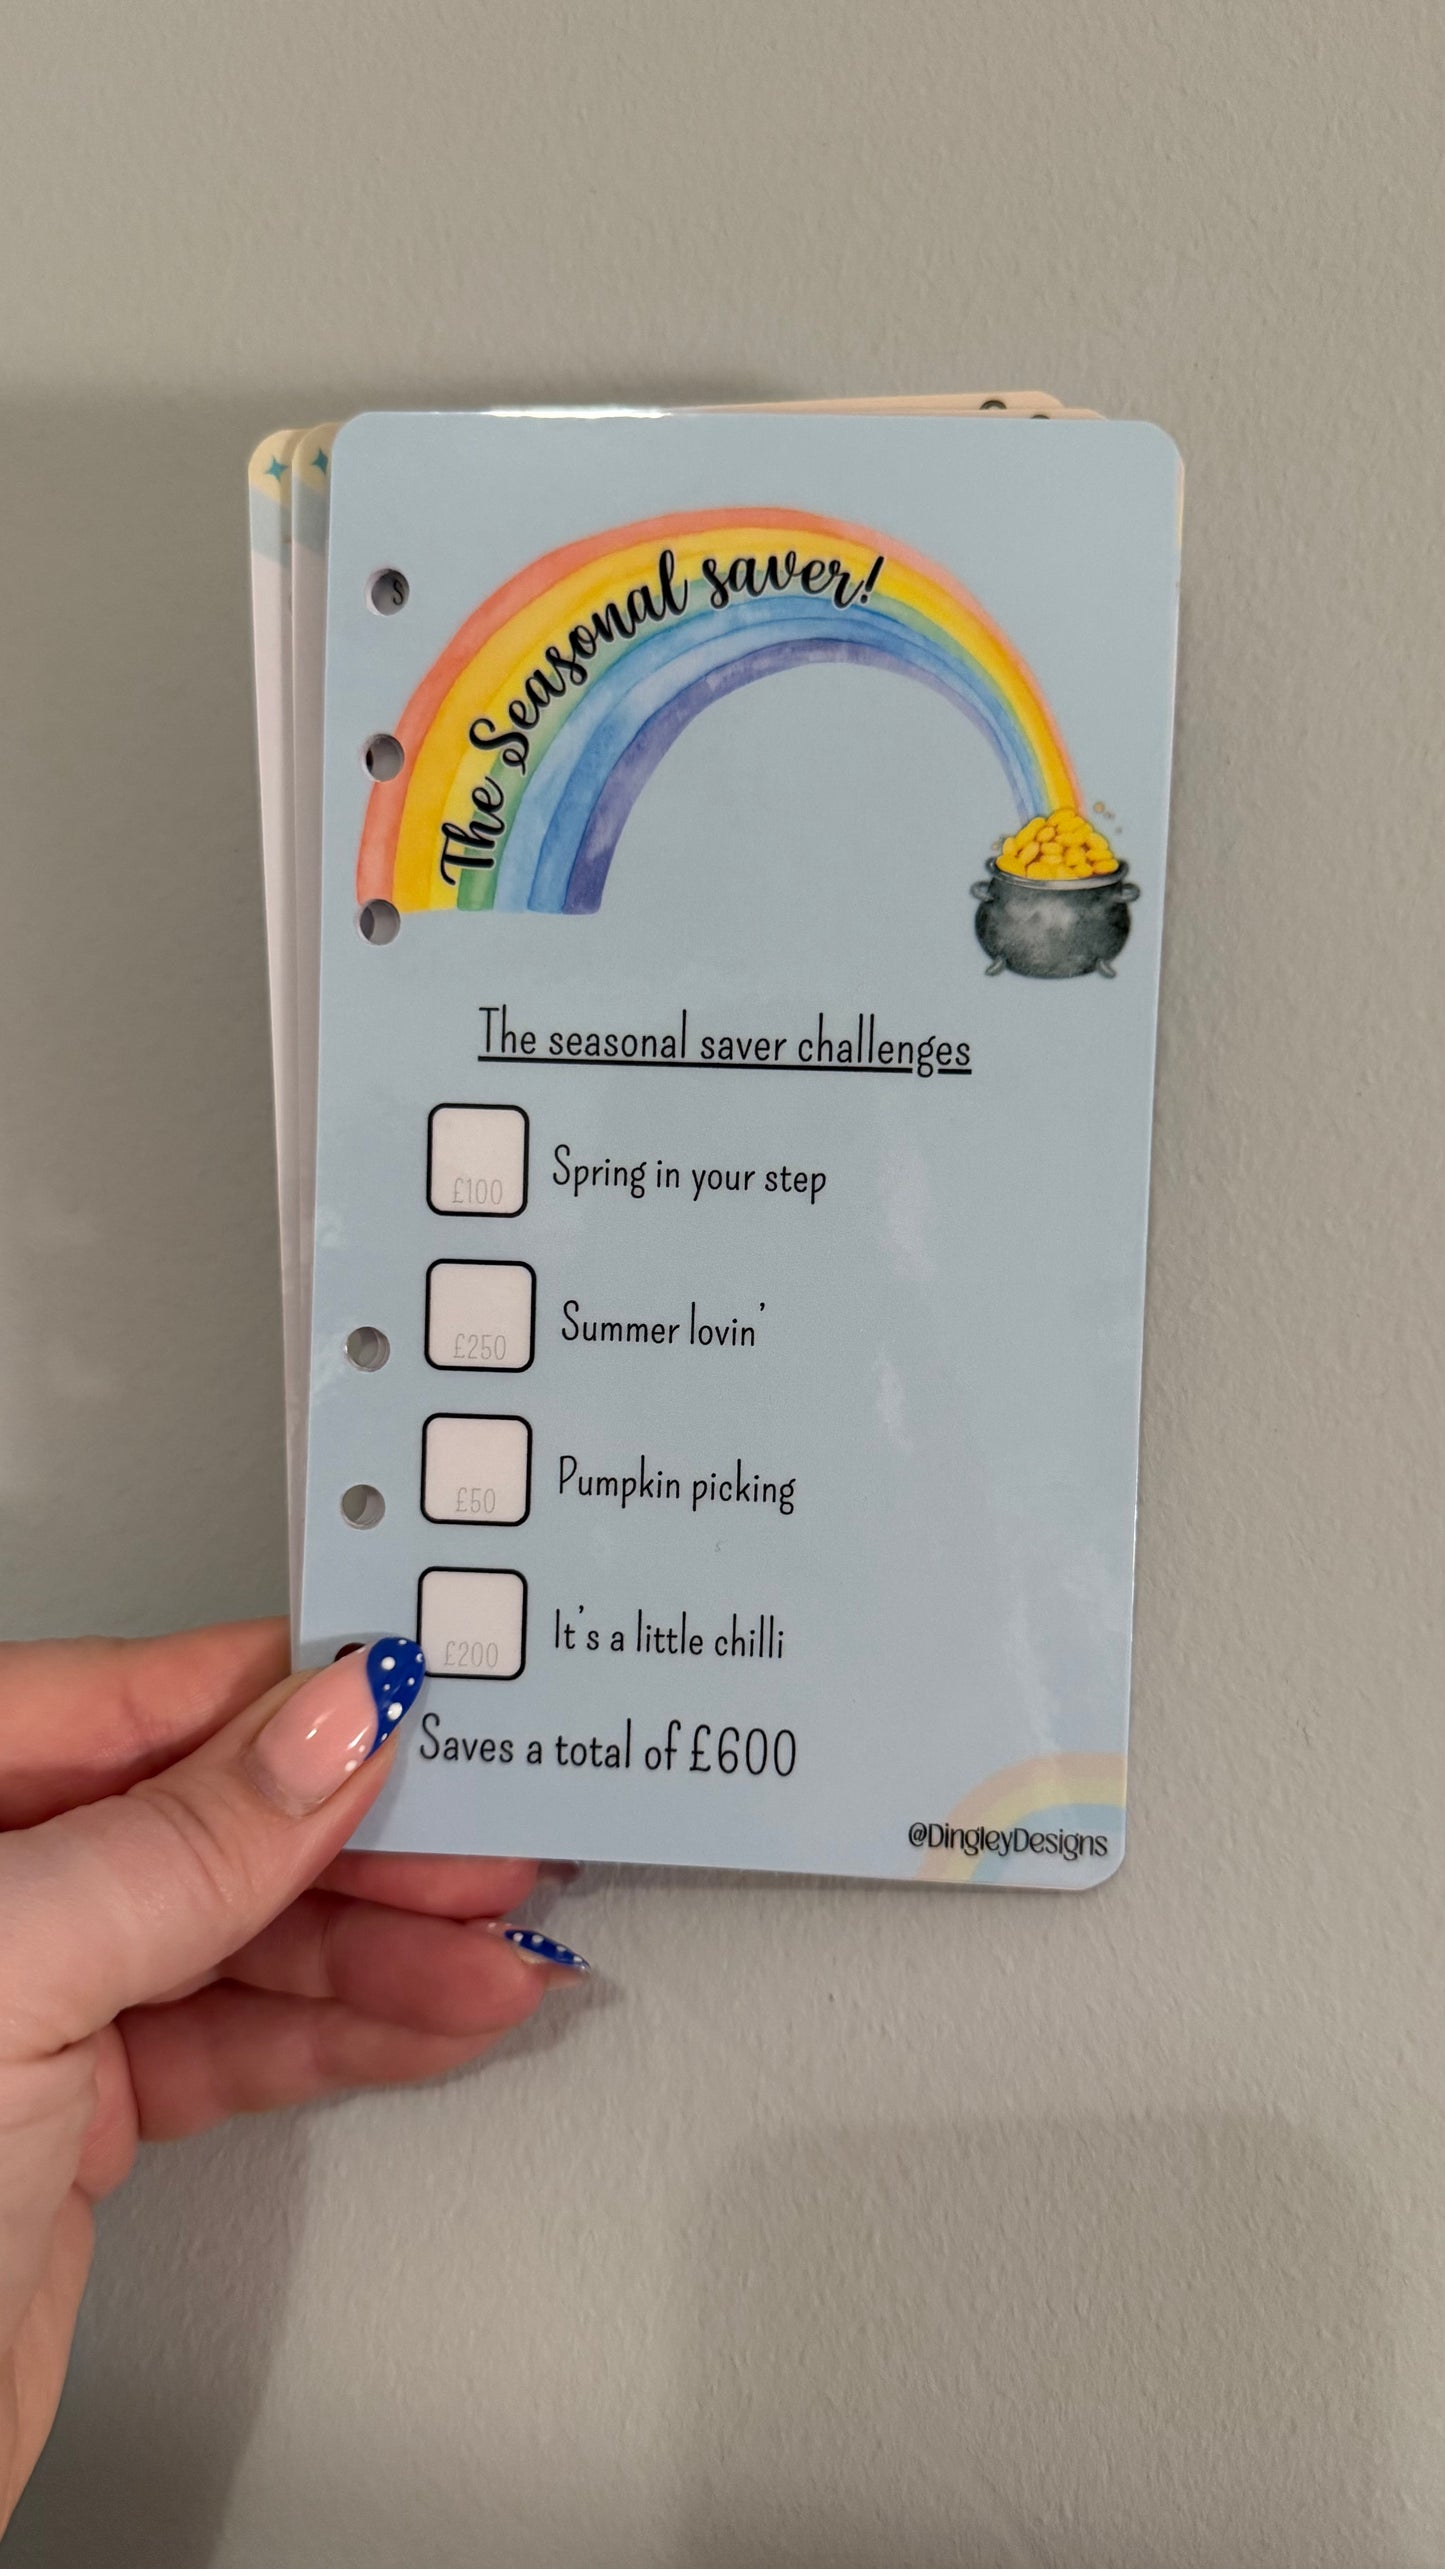 The Seasonal saver!
The seasonal saver challenges
£100 Spring in your step
£250 Summer lovin'
£50 Pumpkin picking
£200 It's a little chilli
Saves a total of £600
@DingleyDesigns